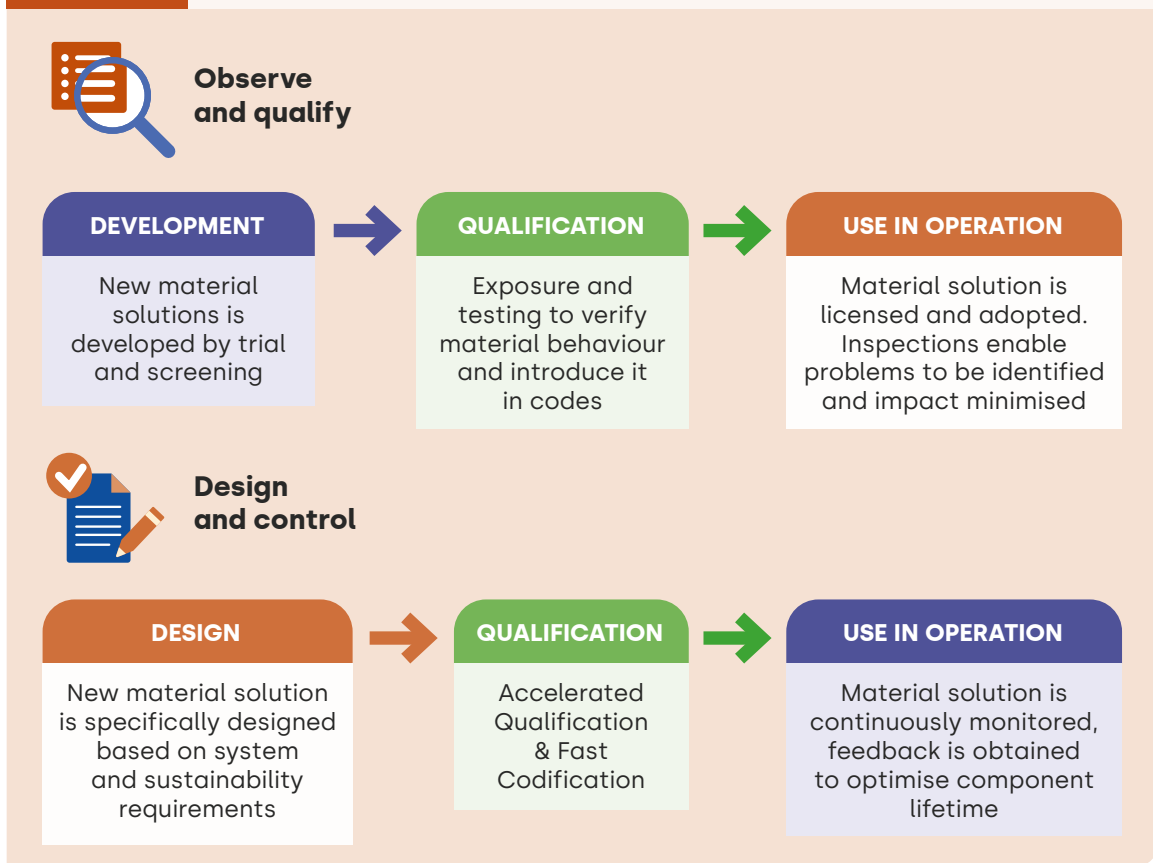 Observe
and qualify
DEVELOPMENT
New material
solutions is
developed by trial
and screening
QUALIFICATION
Exposure and
testing to verify
material behaviour
and introduce it
in codes
USE IN OPERATION
Material solution is
licensed and adopted.
Inspections enable
problems to be identified
and impact minimised
Design
and control
DESIGN
New material solution
is specifically designed
based on system
and sustainability
requirements
QUALIFICATION
Accelerated
Qualification
& Fast
Codification
USE IN OPERATION
Material solution is
continuously monitored,
feedback is obtained
to optimise component
lifetime